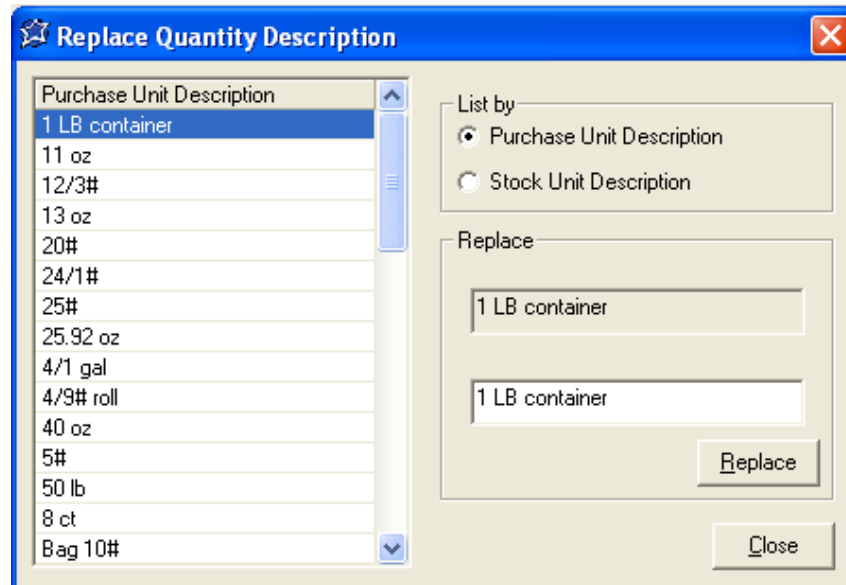 Replace Quantity Description
Purchase Unit Description
1 LB container
11 oz
12/3#
13 oz
20#
24/1#
25#
25.92 oz
4/1 gal
4/9# roll
40 oz
5#
50 lb
8 ct
Bag 10#
List by
Purchase Unit Description
Stock Unit Description
Replace
1 LB container
1 LB container
Replace
Close